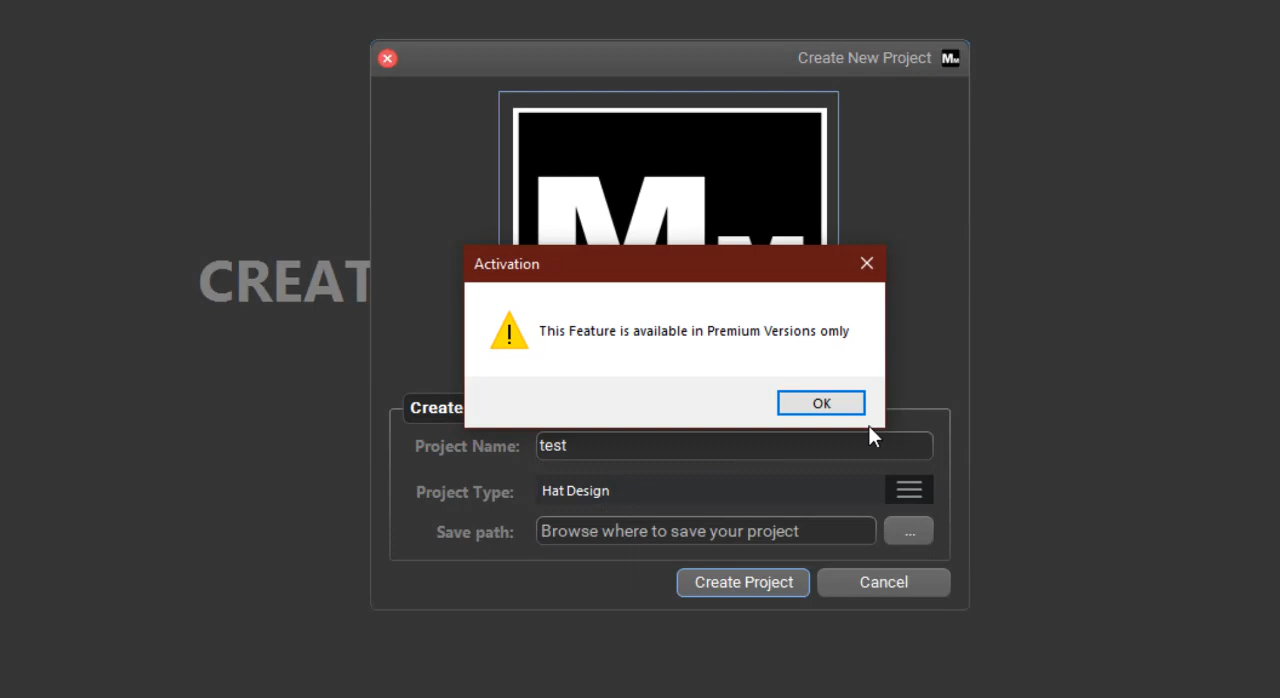 Create New Project Mm
M
CREAT
Activation
This Feature is available in Premium Versions omly
OK
Create
Project Name: test
Project Type: Hat Design
Save path: Browse where to save your project ...
Create Project Cancel